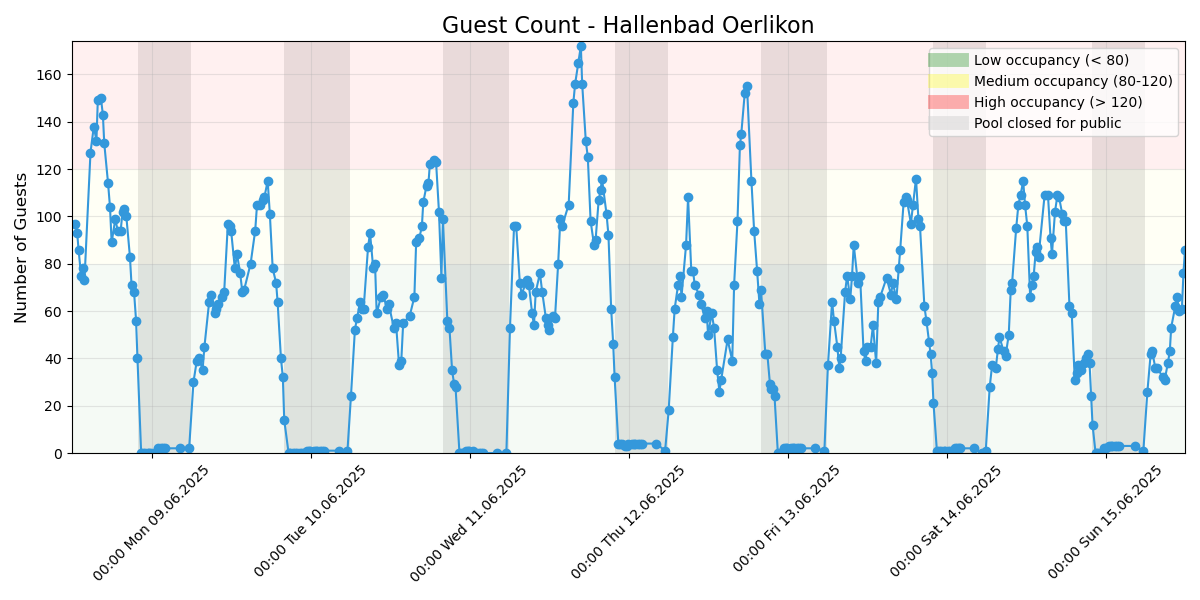 Guest Count - Hallenbad Oerlikon
Number of Guests
160
140
120
100
80
60
40
20
0
Low occupancy (< 80)
Medium occupancy (80-120)
High occupancy (> 120)
Pool closed for public
00:00 Mon 09.06.2025
00:00 Tue 10.06.2025
00:00 Wed 11.06.2025
00:00 Thu 12.06.2025
00:00 Fri 13.06.2025
00:00 Sat 14.06.2025
00:00 Sun 15.06.2025